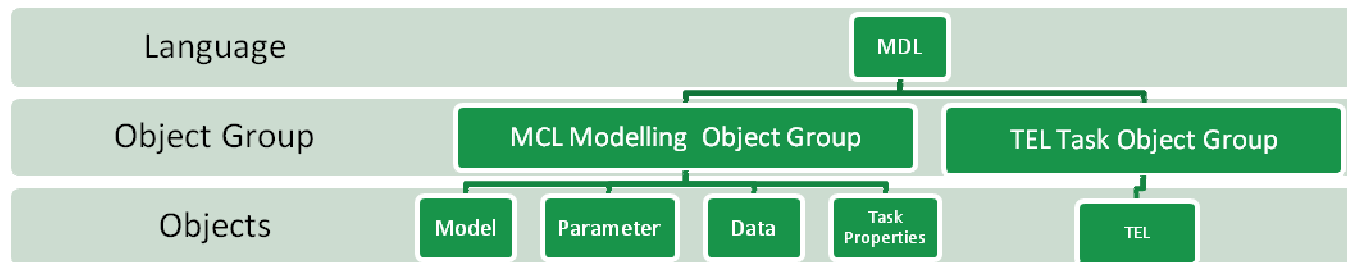 Language
MDL
Object Group
MCL Modelling Object Group
TEL Task Object Group
Objects
Model
Parameter
Data
Task
Properties
TEL